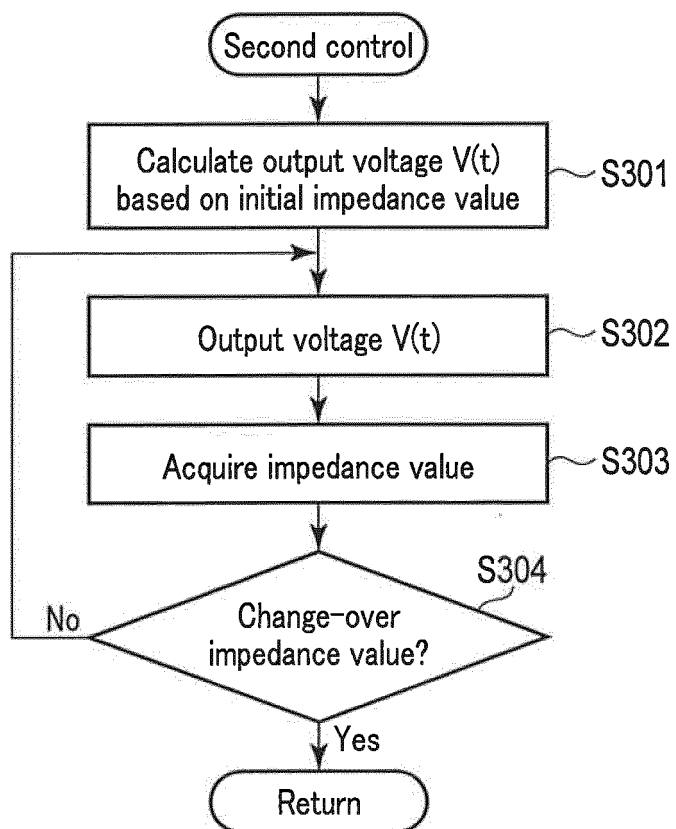 Second control
Calculate output voltage V(t)
based on initial impedance value
S301
Output voltage V(t)
S302
Acquire impedance value
S303
S304
Change-over
impedance value?
No
Yes
Return